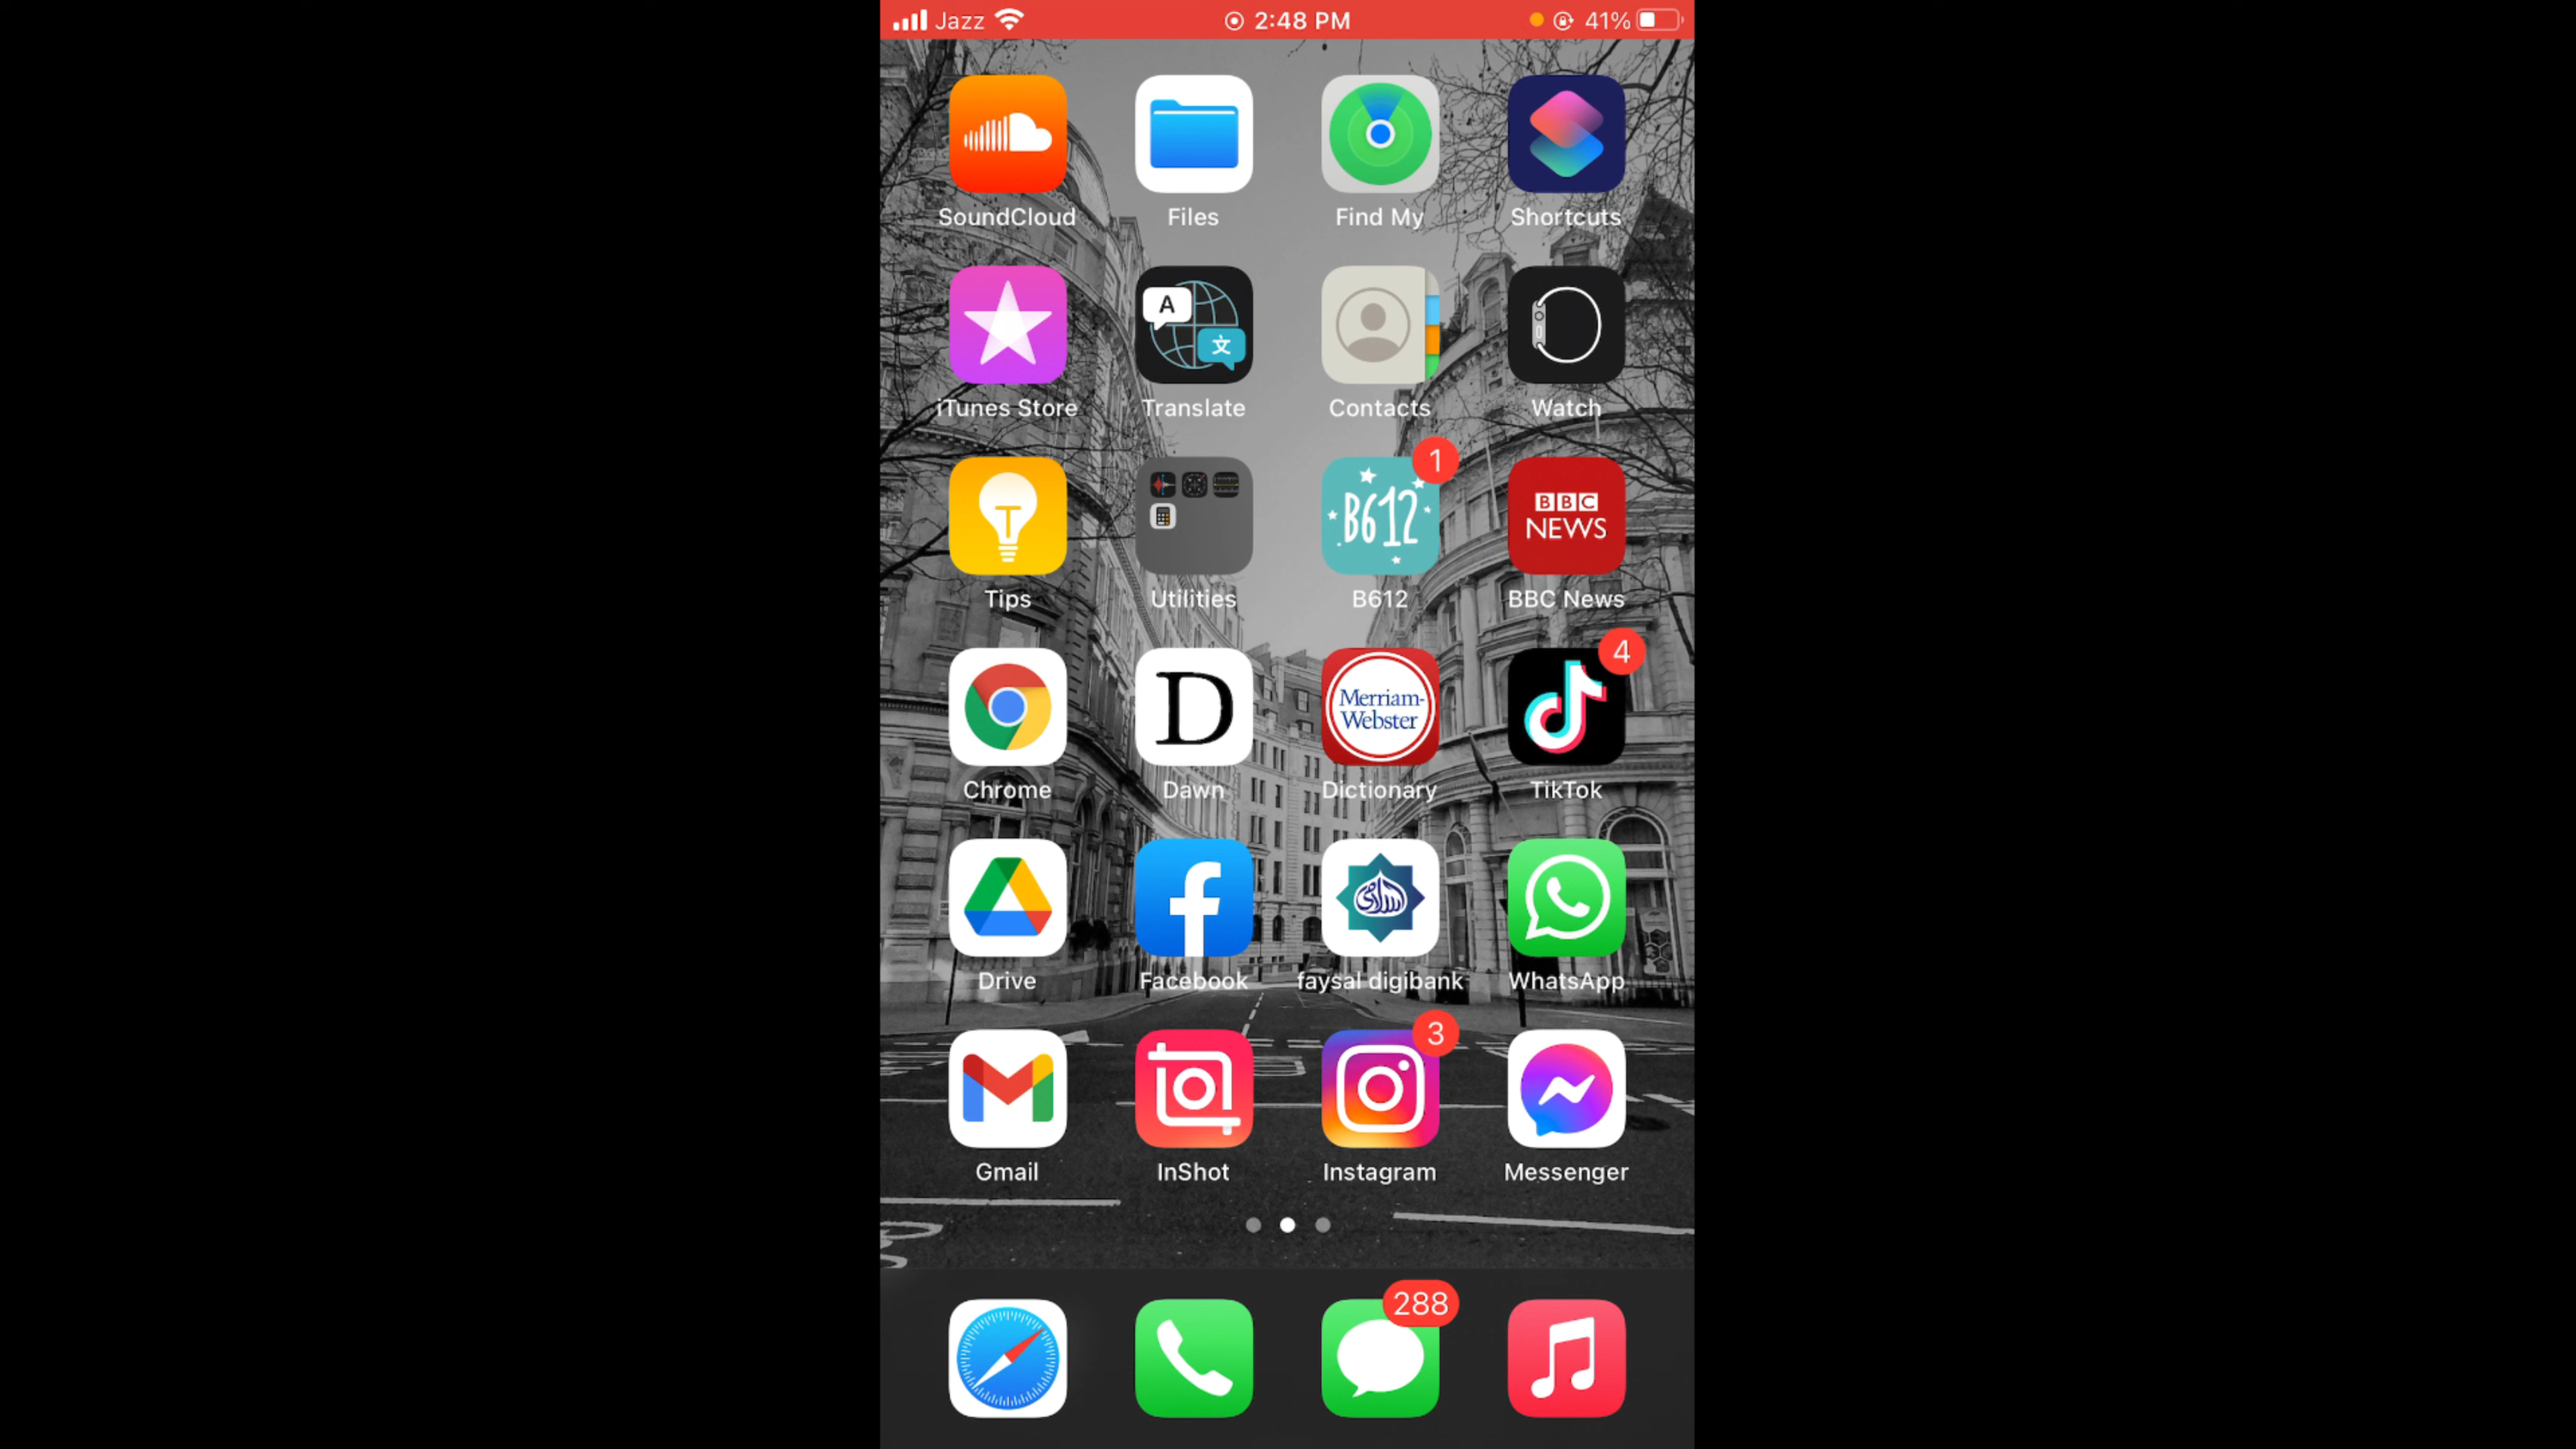 Jazz 2:48 PM 41%
SoundCloud Files Find My Shortcuts
A 文
iTunes Store Translate Contacts Watch
1
B612 BBC NEWS
Tips Utilities B612 BBC News
4
D Merriam-Webster
Chrome Dawn Dictionary TikTok
اسلامی
Drive Facebook faysal digibank WhatsApp
3
Gmail InShot Instagram Messenger
288